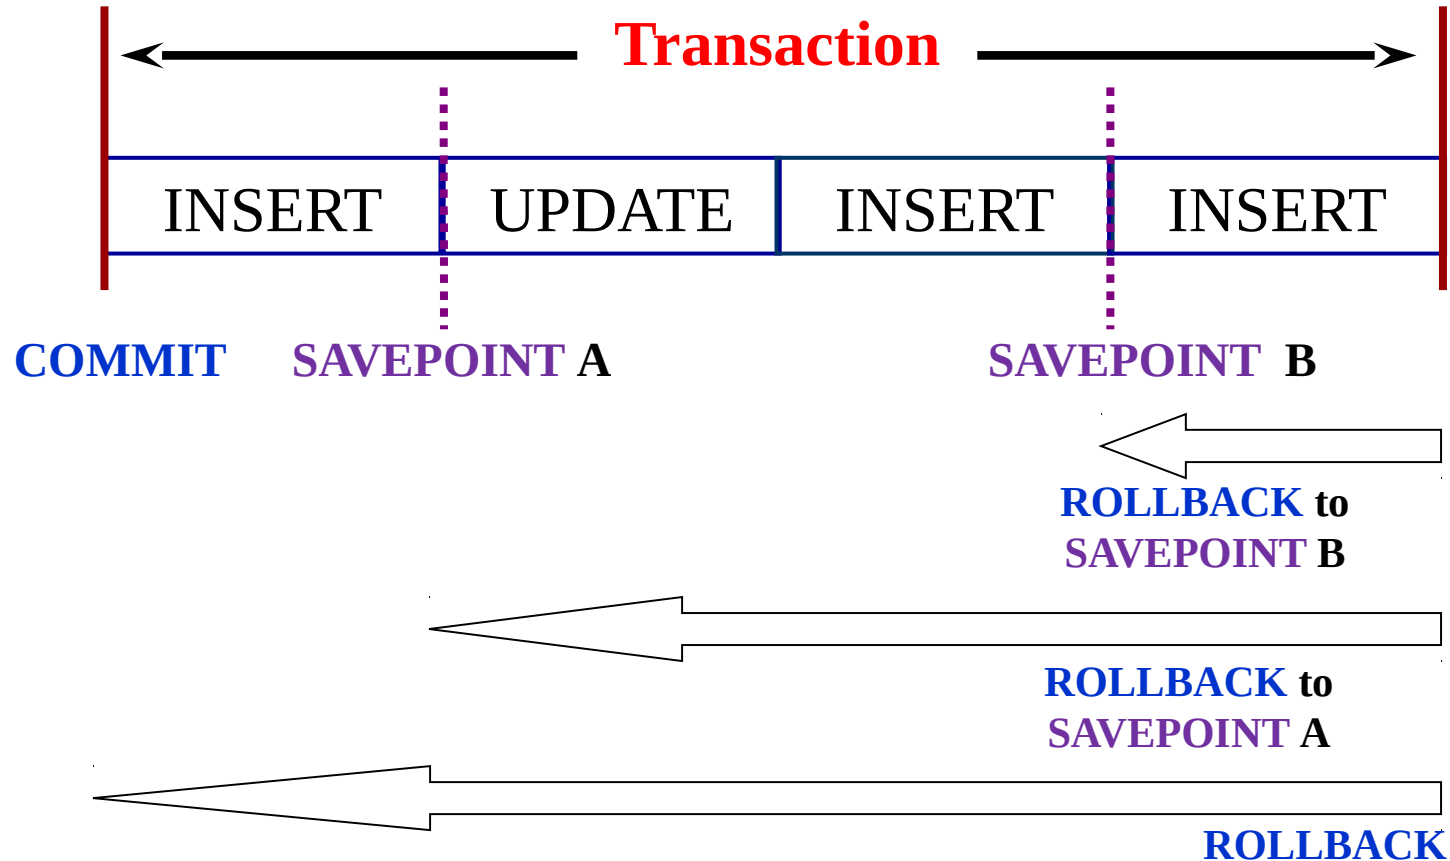 Transaction
INSERT UPDATE INSERT INSERT
COMMIT SAVEPOINT A SAVEPOINT B
ROLLBACK to
SAVEPOINT B
ROLLBACK to
SAVEPOINT A
ROLLBACK